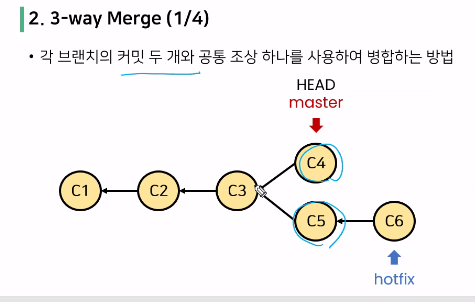 2. 3-way Merge (1/4)
• 각 브랜치의 커밋 두 개와 공통 조상 하나를 사용하여 병합하는 방법
HEAD
master
C4
C1
C2
C3
C5
C6
hotfix